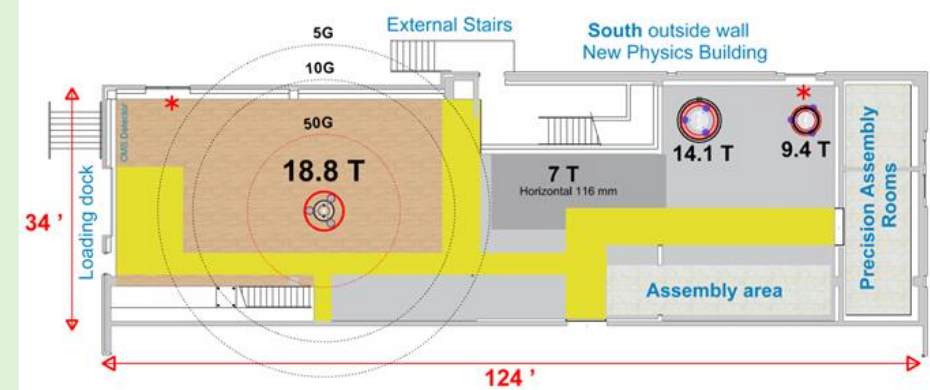 5G
External Stairs
South outside wall
New Physics Building
10G
50G
18.8 T
CMS Detector
Loading dock
34 '
7 T
Horizontal 116 mm
14.1 T
9.4 T
Precision Assembly
Rooms
Assembly area
124 '